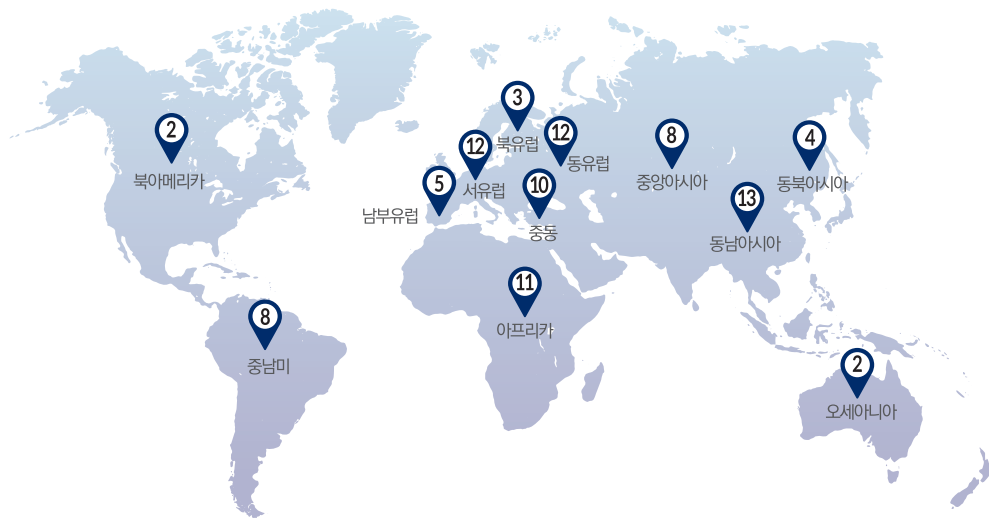 3
북유럽
2
북아메리카
12
서유럽
12
동유럽
8
중앙아시아
4
동북아시아
5
남부유럽
10
중동
13
동남아시아
11
아프리카
8
중남미
2
오세아니아